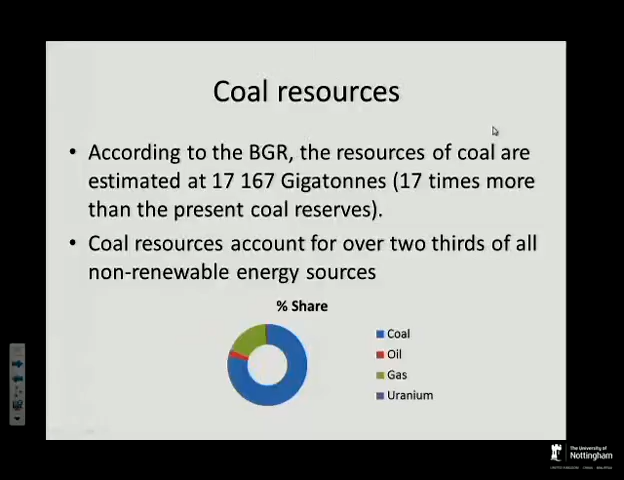 Coal resources
• According to the BGR, the resources of coal are
estimated at 17 167 Gigatonnes (17 times more
than the present coal reserves).
• Coal resources account for over two thirds of all
non-renewable energy sources
% Share
Coal
Oil
Gas
Uranium
The University of
Nottingham